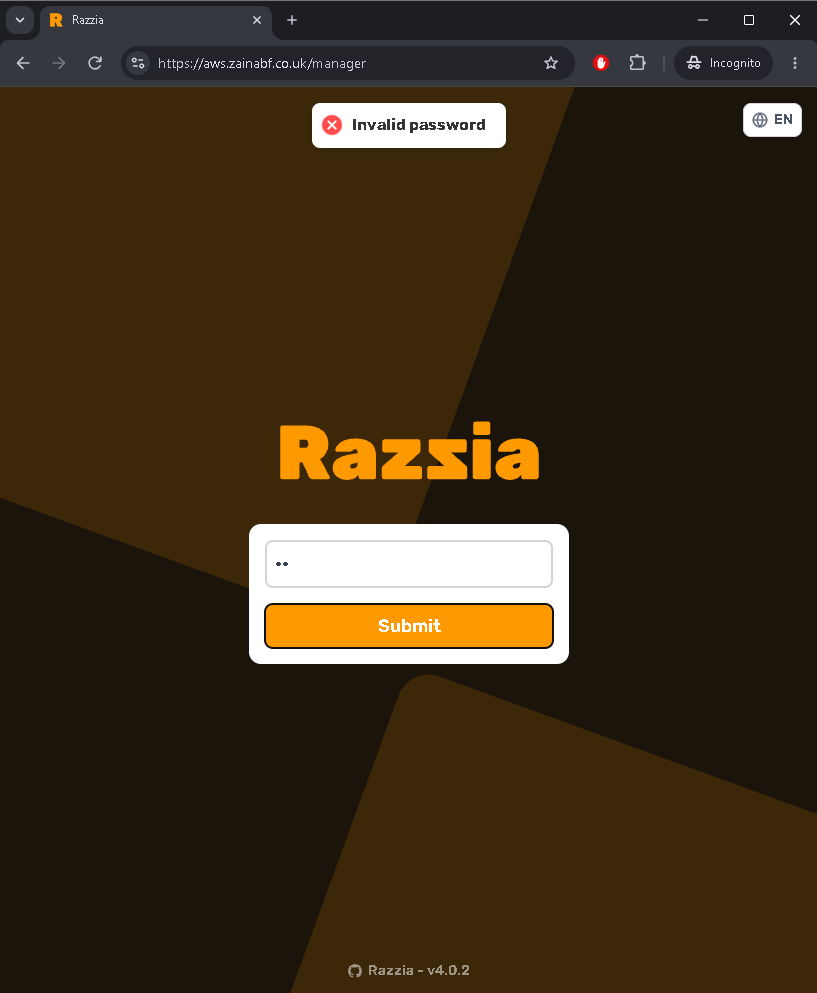 Razzia
https://aws.zainabf.co.uk/manager
Incognito
Invalid password
EN
Razzia
••
Submit
Razzia - v4.0.2